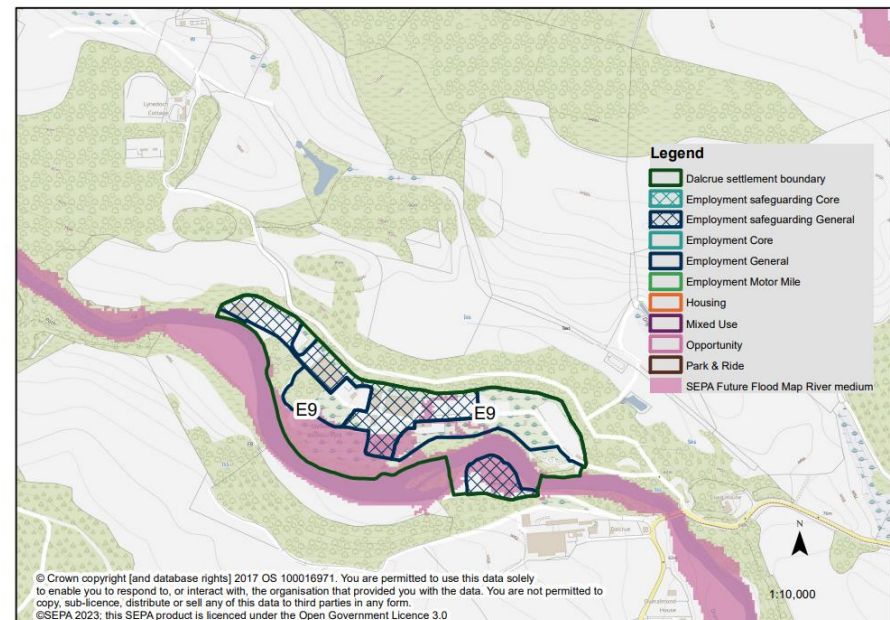 Lynedoch
Cottage
Legend
Dalcrue settlement boundary
Employment safeguarding Core
Employment safeguarding General
Employment Core
Employment General
Employment Motor Mile
Housing
Mixed Use
Opportunity
Park & Ride
SEPA Future Flood Map River medium
E9
E9
Dalcrue
N
1:10,000
© Crown copyright [and database rights] 2017 OS 100016971. You are permitted to use this data solely
to enable you to respond to, or interact with, the organisation that provided you with the data. You are not permitted to
copy, sub-licence, distribute or sell any of this data to third parties in any form.
©SEPA 2023; this SEPA product is licenced under the Open Government Licence 3.0